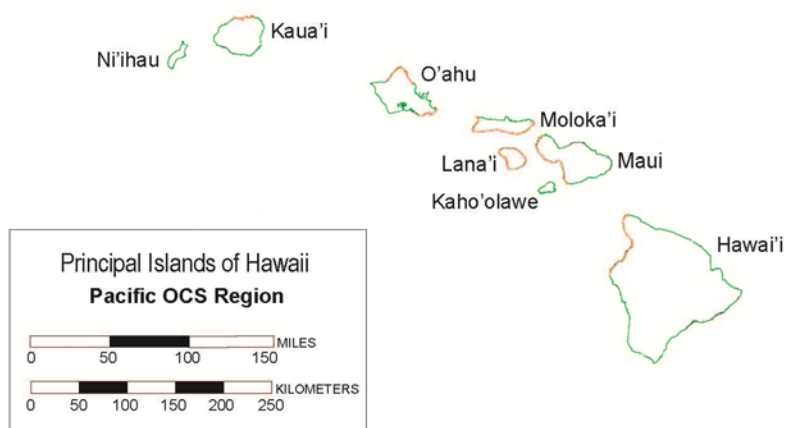 Kaua'i
Ni'ihau
O'ahu
Moloka'i
Lana'i
Maui
Kaho'olawe
Hawai'i
Principal Islands of Hawaii
Pacific OCS Region
MILES
0 50 100 150
KILOMETERS
0 50 100 150 200 250